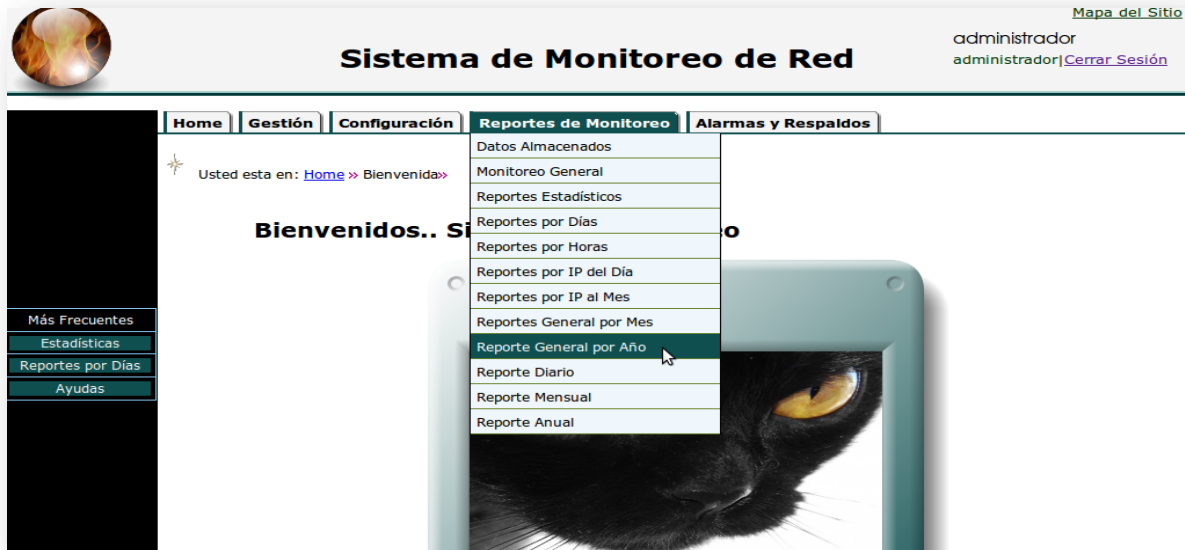 Mapa del Sitio
Sistema de Monitoreo de Red
administrador
administrador|Cerrar Sesión
Home
Gestión
Configuración
Reportes de Monitoreo
Alarmas y Respaldos
Usted esta en: Home » Bienvenida»
Bienvenidos..
Datos Almacenados
Monitoreo General
Reportes Estadísticos
Reportes por Días
Reportes por Horas
Reportes por IP del Día
Reportes por IP al Mes
Reportes General por Mes
Reporte General por Año
Reporte Diario
Reporte Mensual
Reporte Anual
Más Frecuentes
Estadísticas
Reportes por Días
Ayudas